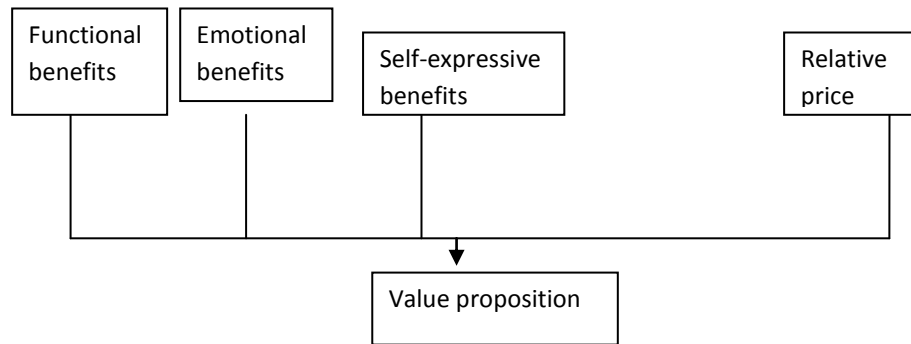 Functional
benefits
Emotional
benefits
Self-expressive
benefits
Relative
price
Value proposition